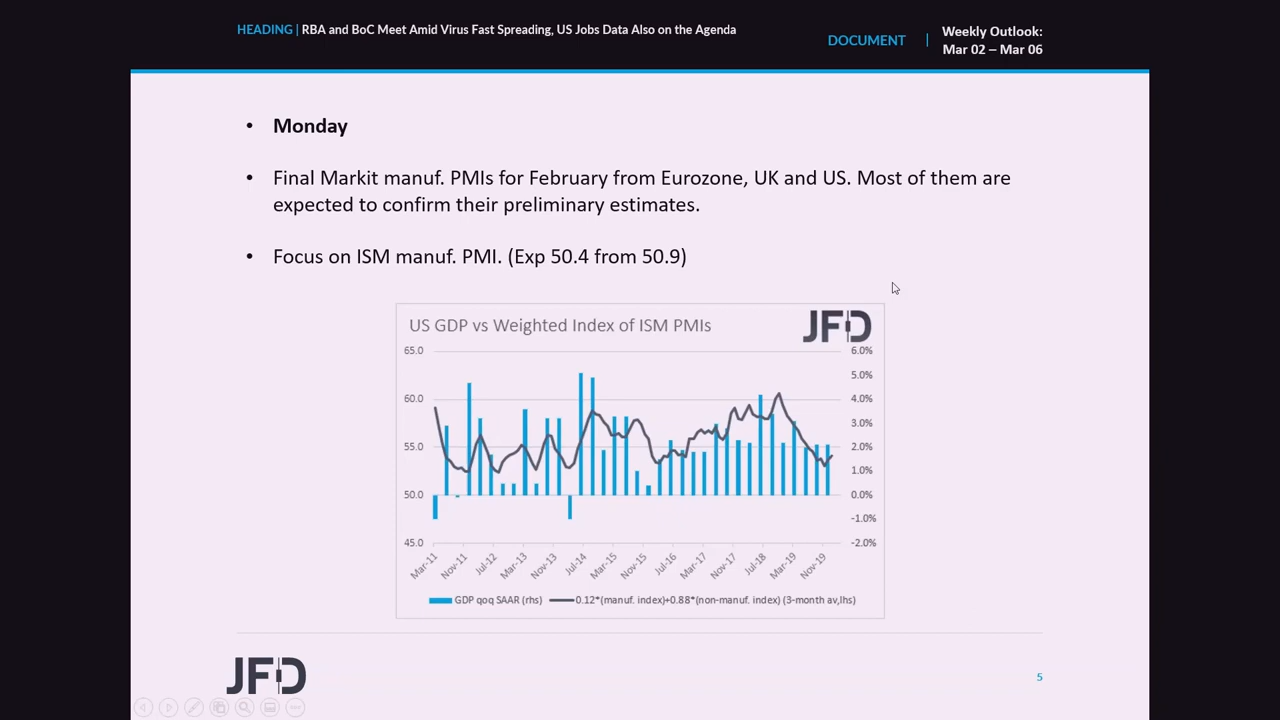 HEADING | RBA and BoC Meet Amid Virus Fast Spreading, US Jobs Data Also on the Agenda
DOCUMENT | Weekly Outlook:
Mar 02 – Mar 06
• Monday
• Final Markit manuf. PMIs for February from Eurozone, UK and US. Most of them are
expected to confirm their preliminary estimates.
• Focus on ISM manuf. PMI. (Exp 50.4 from 50.9)
US GDP vs Weighted Index of ISM PMIs
JFD
65.0 6.0%
5.0%
60.0 4.0%
3.0%
55.0 2.0%
1.0%
50.0 0.0%
-1.0%
45.0 -2.0%
Mar-11 Nov-11 Jul-12 Mar-13 Nov-13 Jul-14 Mar-15 Nov-15 Jul-16 Mar-17 Nov-17 Jul-18 Mar-19 Nov-19
GDP qoq SAAR (rhs) 0.12*(manuf. index)+0.88*(non-manuf. index) (3-month av,lhs)
JFD
5